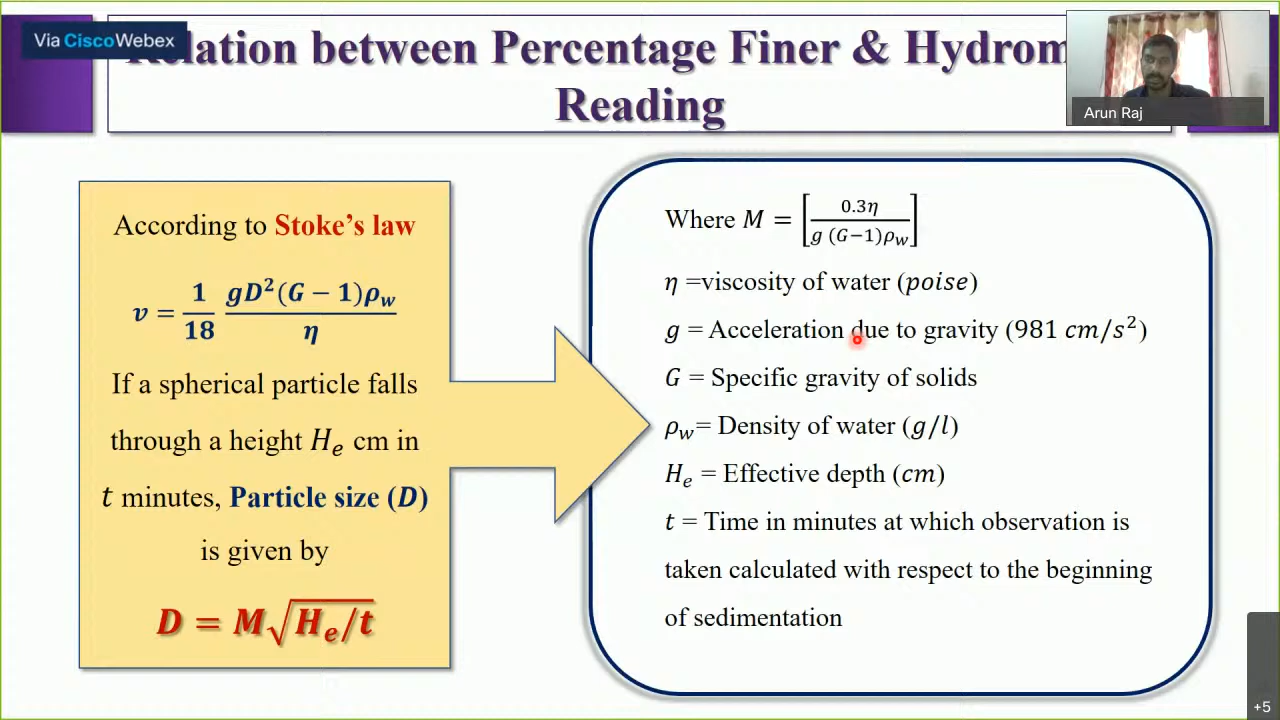 Via CiscoWebex
elation between Percentage Finer & Hydrom
Reading
Arun Raj
According to Stoke's law
v = 1/18 gD²(G − 1)ρw/η
If a spherical particle falls
through a height He cm in
t minutes, Particle size (D)
is given by
D = M√He/t
Where M = [0.3η/g (G−1)ρw]
η =viscosity of water (poise)
g = Acceleration due to gravity (981 cm/s²)
G = Specific gravity of solids
ρw= Density of water (g/l)
He = Effective depth (cm)
t = Time in minutes at which observation is
taken calculated with respect to the beginning
of sedimentation
+5